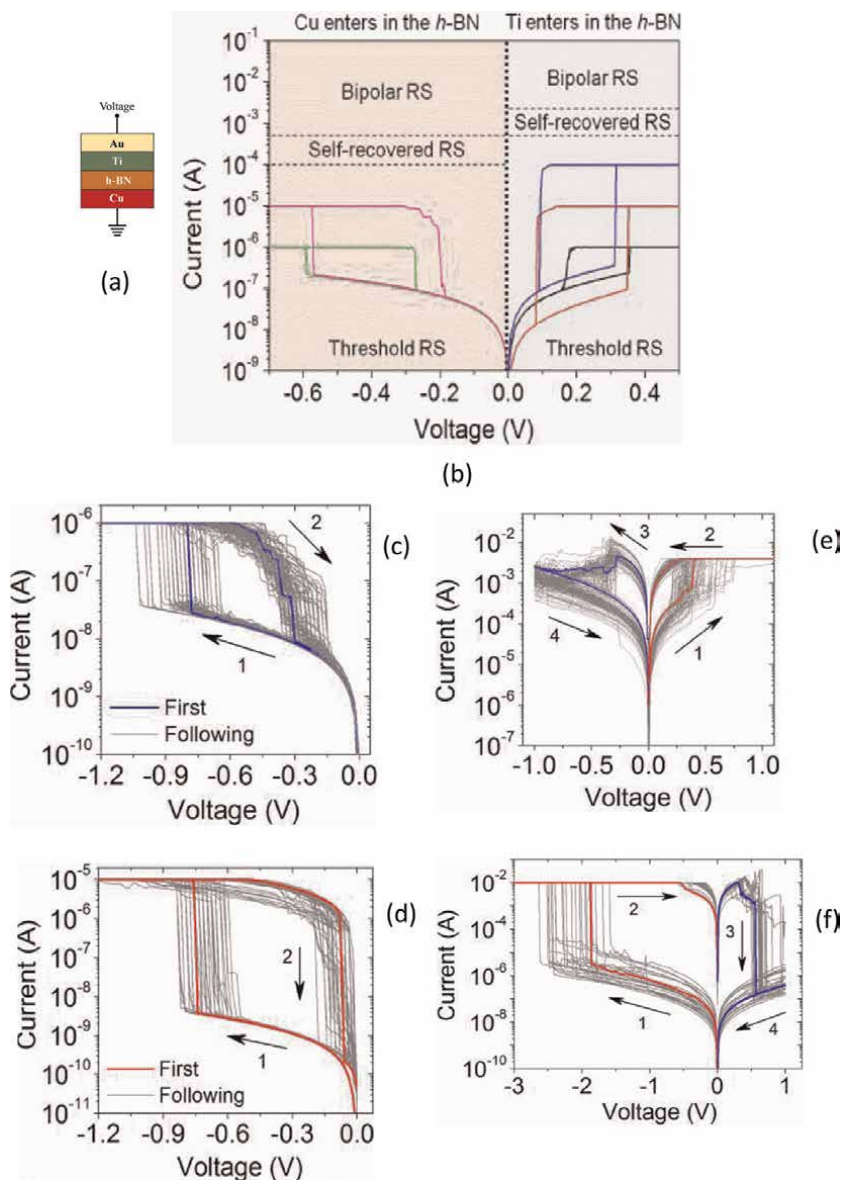 Voltage
Au
Ti
h-BN
Cu
(a)
Cu enters in the h-BN Ti enters in the h-BN
10⁻¹
10⁻²
10⁻³
10⁻⁴
10⁻⁵
10⁻⁶
10⁻⁷
10⁻⁸
10⁻⁹
Current (A)
Bipolar RS Bipolar RS
Self-recovered RS
Self-recovered RS
Threshold RS Threshold RS
-0.6 -0.4 -0.2 0.0 0.2 0.4
Voltage (V)
(b)
10⁻⁶
10⁻⁷
10⁻⁸
10⁻⁹
10⁻¹⁰
Current (A)
2
1
First
Following
-1.2 -0.9 -0.6 -0.3 0.0
Voltage (V)
(c)
10⁻²
10⁻³
10⁻⁴
10⁻⁵
10⁻⁶
10⁻⁷
Current (A)
3 2
4 1
-1.0 -0.5 0.0 0.5 1.0
Voltage (V)
(e)
10⁻⁵
10⁻⁶
10⁻⁷
10⁻⁸
10⁻⁹
10⁻¹⁰
10⁻¹¹
Current (A)
2
1
First
Following
-1.2 -0.9 -0.6 -0.3 0.0
Voltage (V)
(d)
10⁰
10⁻²
10⁻⁴
10⁻⁶
10⁻⁸
10⁻¹⁰
Current (A)
2 3
1 4
-3 -2 -1 0 1
Voltage (V)
(f)